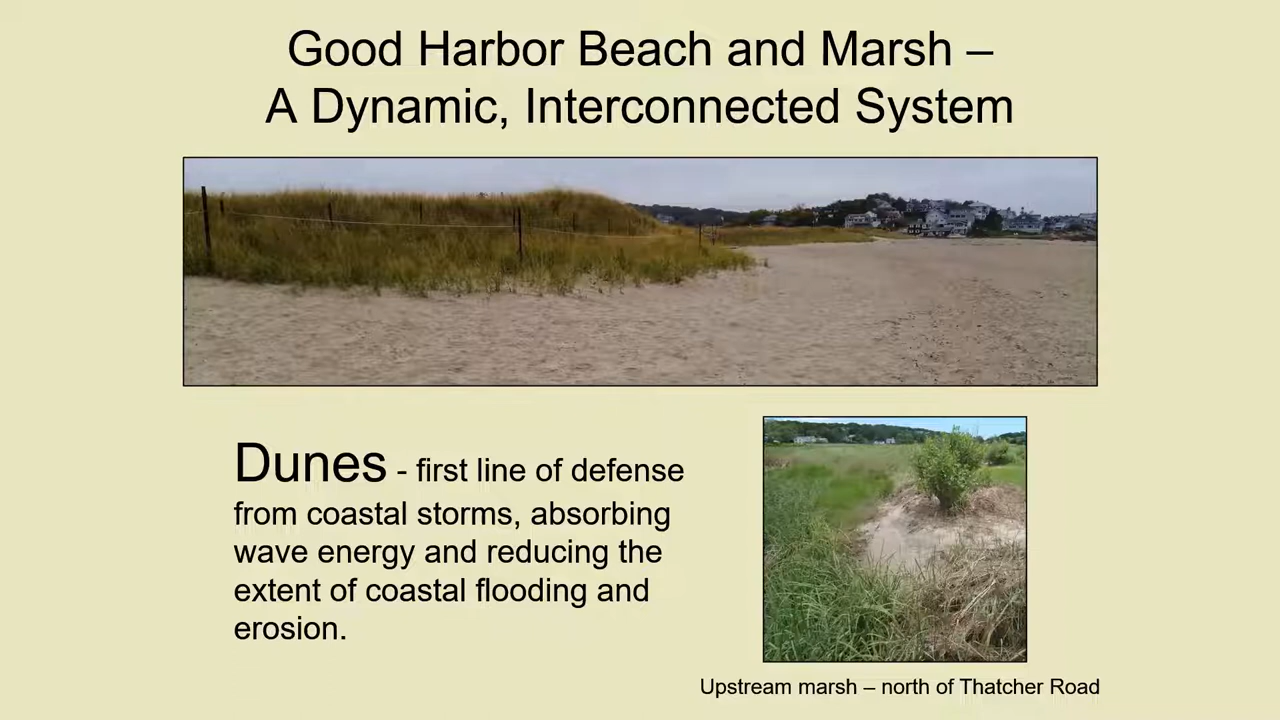 Good Harbor Beach and Marsh –
A Dynamic, Interconnected System
Dunes - first line of defense
from coastal storms, absorbing
wave energy and reducing the
extent of coastal flooding and
erosion.
Upstream marsh – north of Thatcher Road